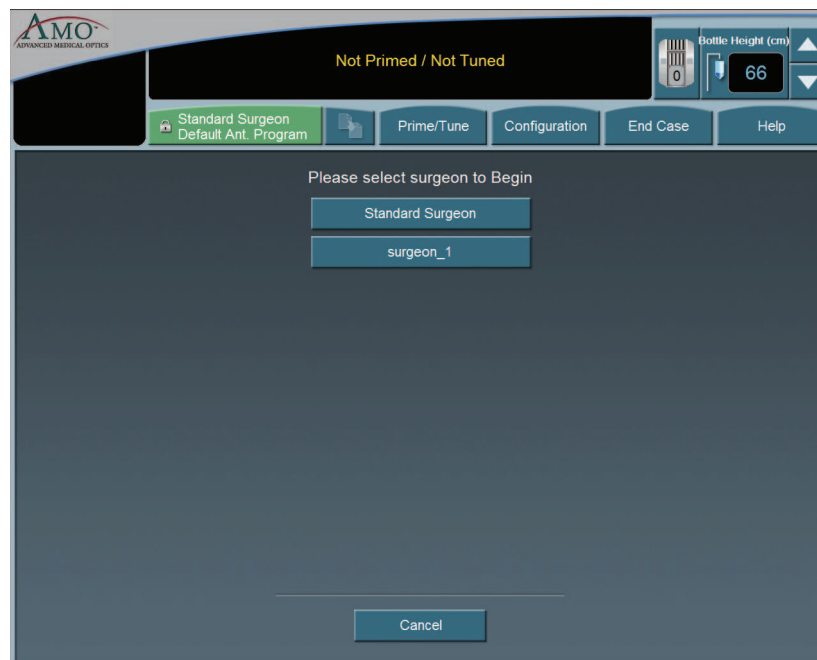 AMO
ADVANCED MEDICAL OPTICS
Not Primed / Not Tuned
0
Bottle Height (cm)
66
Standard Surgeon
Default Ant. Program
Prime/Tune
Configuration
End Case
Help
Please select surgeon to Begin
Standard Surgeon
surgeon_1
Cancel